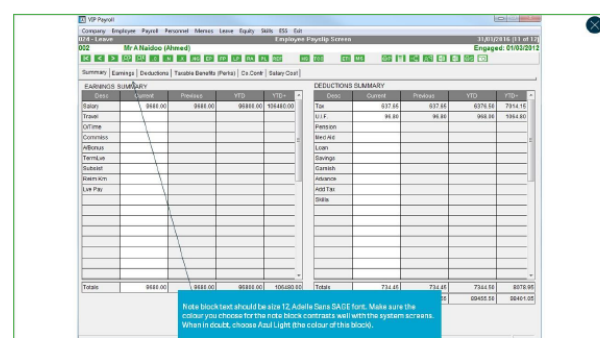 VIP Payroll
Company Employee Payroll Personnel Memos Leave Equity Skills ESS Exit
024 - Leave Employee Payslip Screen 31/01/2016 (11 of 12)
002 Mr A Naidoo (Ahmed) Engaged: 01/03/2012
Summary Earnings Deductions Taxable Benefits (Perks) Co.Contr Salary Cost
EARNINGS SUMMARY DEDUCTIONS SUMMARY
Desc Current Previous YTD YTD+ Desc Current Previous YTD YTD+
Salary 9680.00 9680.00 96800.00 106480.00 Tax 637.65 637.65 6376.50 7014.15
Travel U.I.F. 96.80 96.80 968.00 1064.80
O/Time Pension
Commiss Med Aid
A/Bonus Loan
TermLve Savings
Subsist Garnish
Reim Km Advance
Lve Pay Add Tax
Skills
Totals 9680.00 9680.00 96800.00 106480.00 Totals 734.45 734.45 7344.50 8078.95
89455.50 98401.05
Note block text should be size 12, Adelle Sans SAGE font. Make sure the
colour you choose for the note block contrasts well with the system screens.
When in doubt, choose Azul Light (the colour of this block).